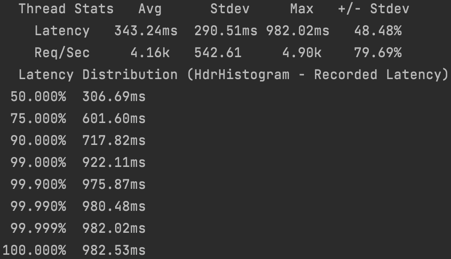 Thread Stats   Avg      Stdev     Max   +/- Stdev
Latency   343.24ms  290.51ms 982.02ms   48.48%
Req/Sec     4.16k   542.61     4.90k    79.69%
Latency Distribution (HdrHistogram - Recorded Latency)
50.000%  306.69ms
75.000%  601.60ms
90.000%  717.82ms
99.000%  922.11ms
99.900%  975.87ms
99.990%  980.48ms
99.999%  982.02ms
100.000%  982.53ms